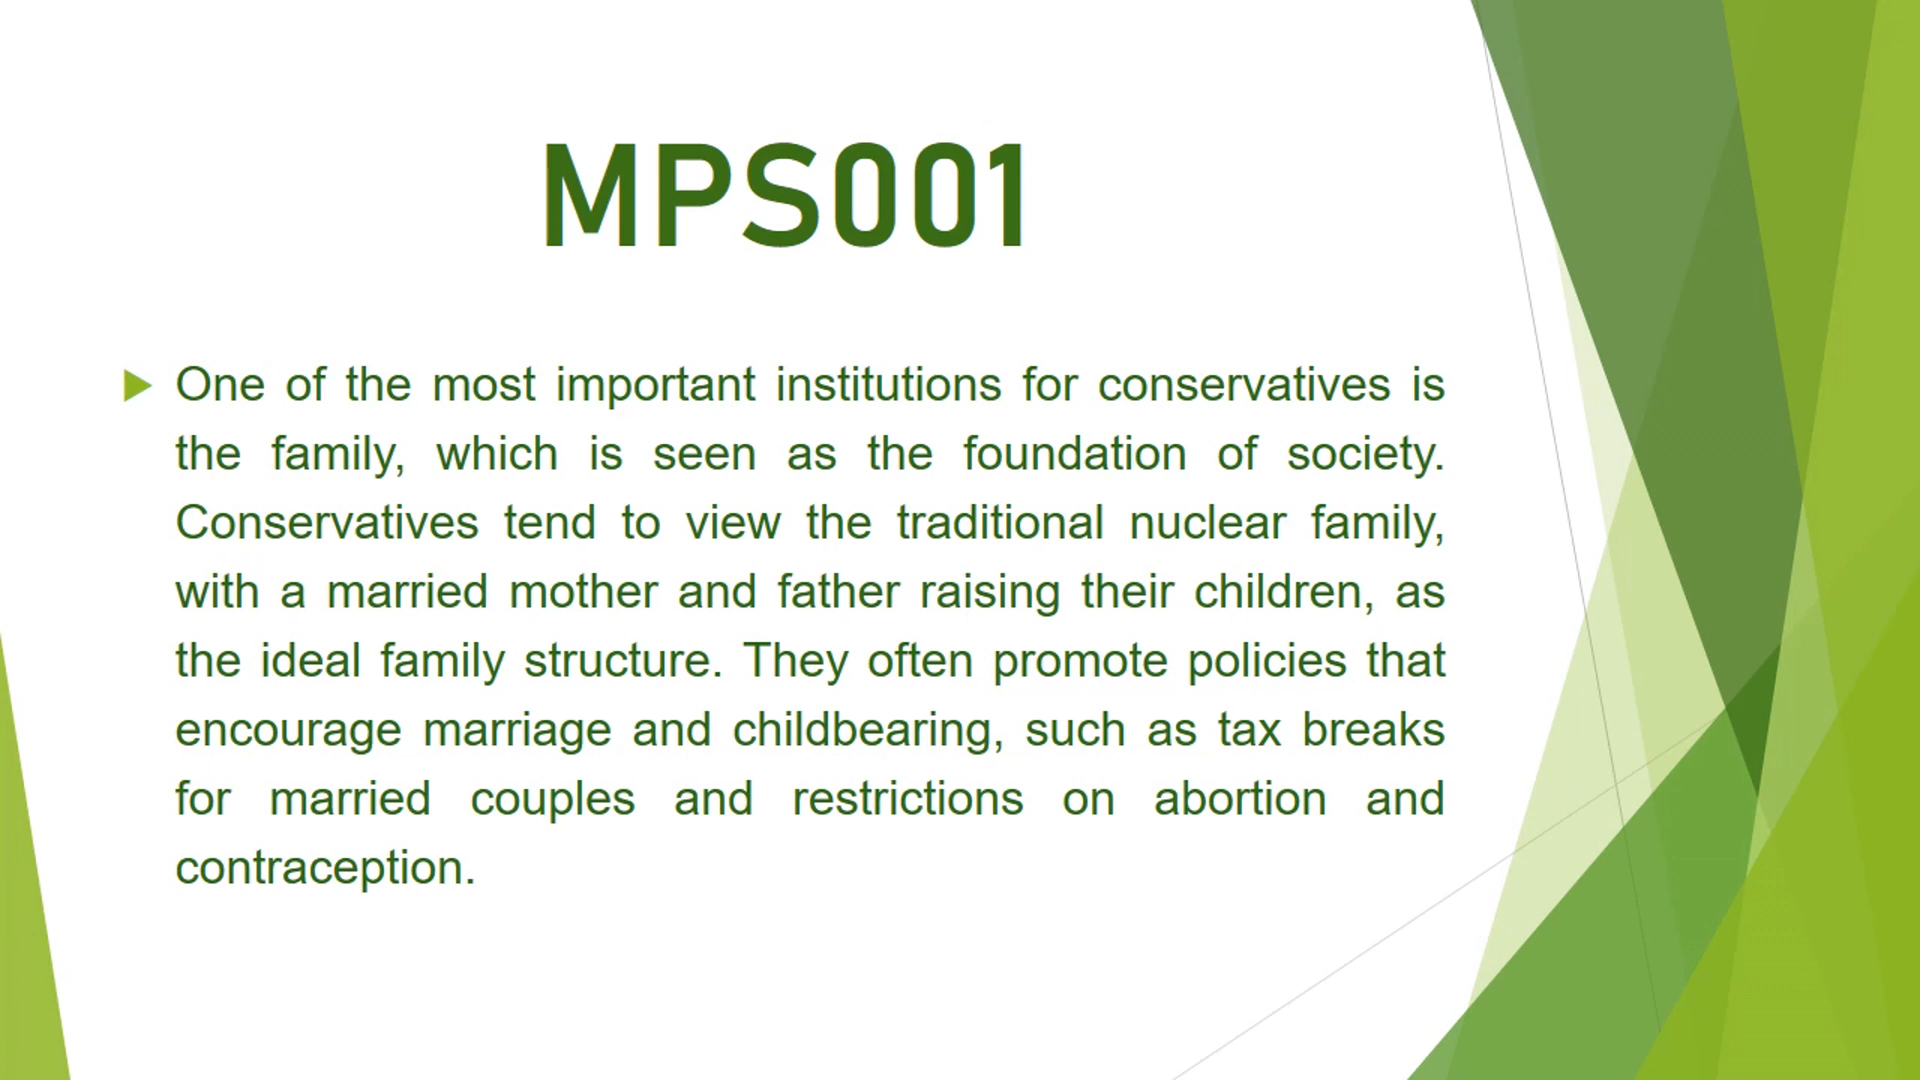 MPS001
One of the most important institutions for conservatives is
the family, which is seen as the foundation of society.
Conservatives tend to view the traditional nuclear family,
with a married mother and father raising their children, as
the ideal family structure. They often promote policies that
encourage marriage and childbearing, such as tax breaks
for married couples and restrictions on abortion and
contraception.